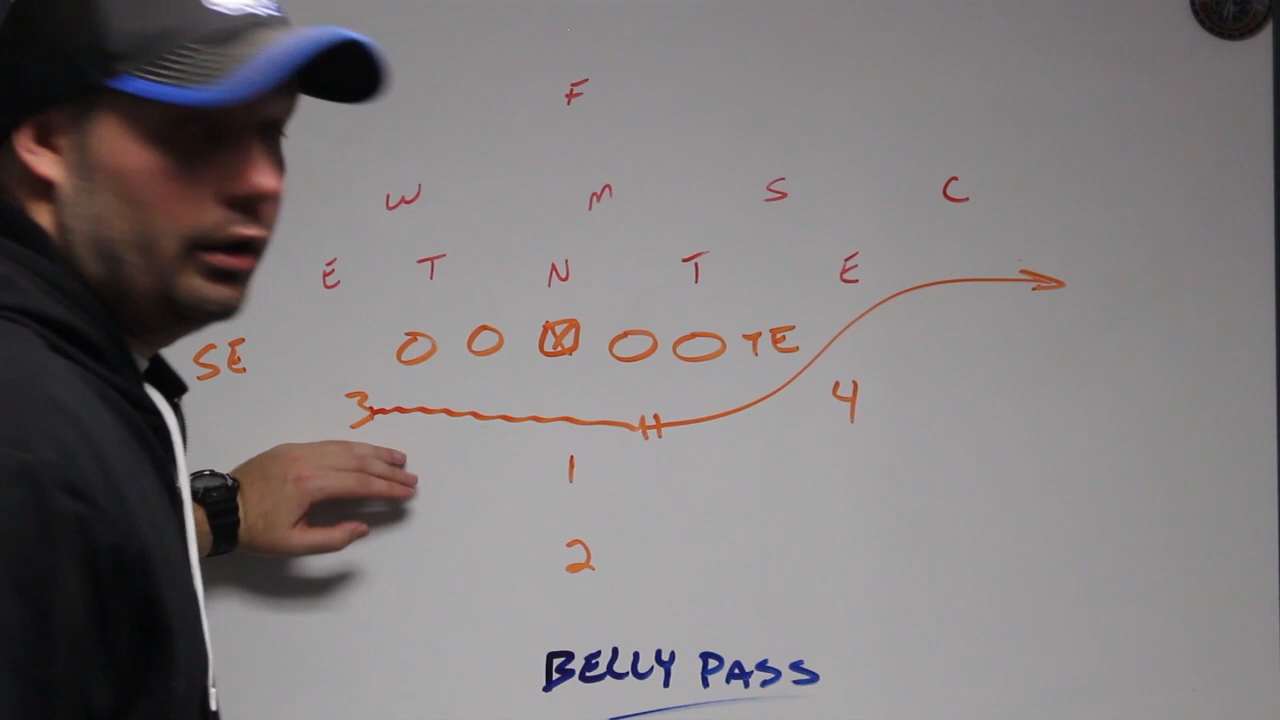 F
W M S C
E T N T E
SE O O X O O TE
3 4
1
2
BELLY PASS